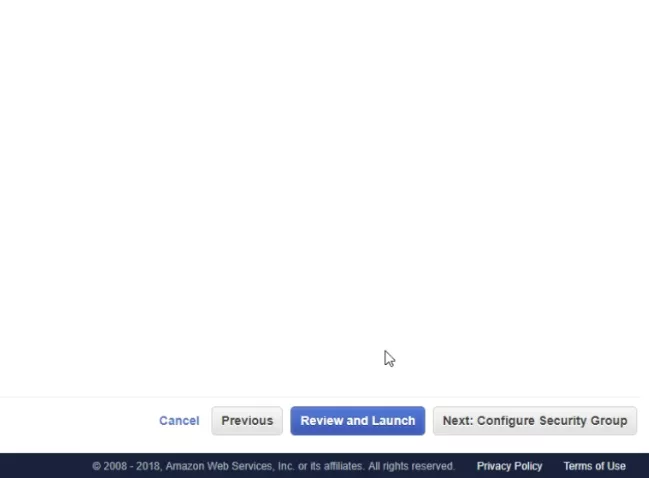 Cancel Previous Review and Launch Next: Configure Security Group
© 2008 - 2018, Amazon Web Services, Inc. or its affiliates. All rights reserved. Privacy Policy Terms of Use